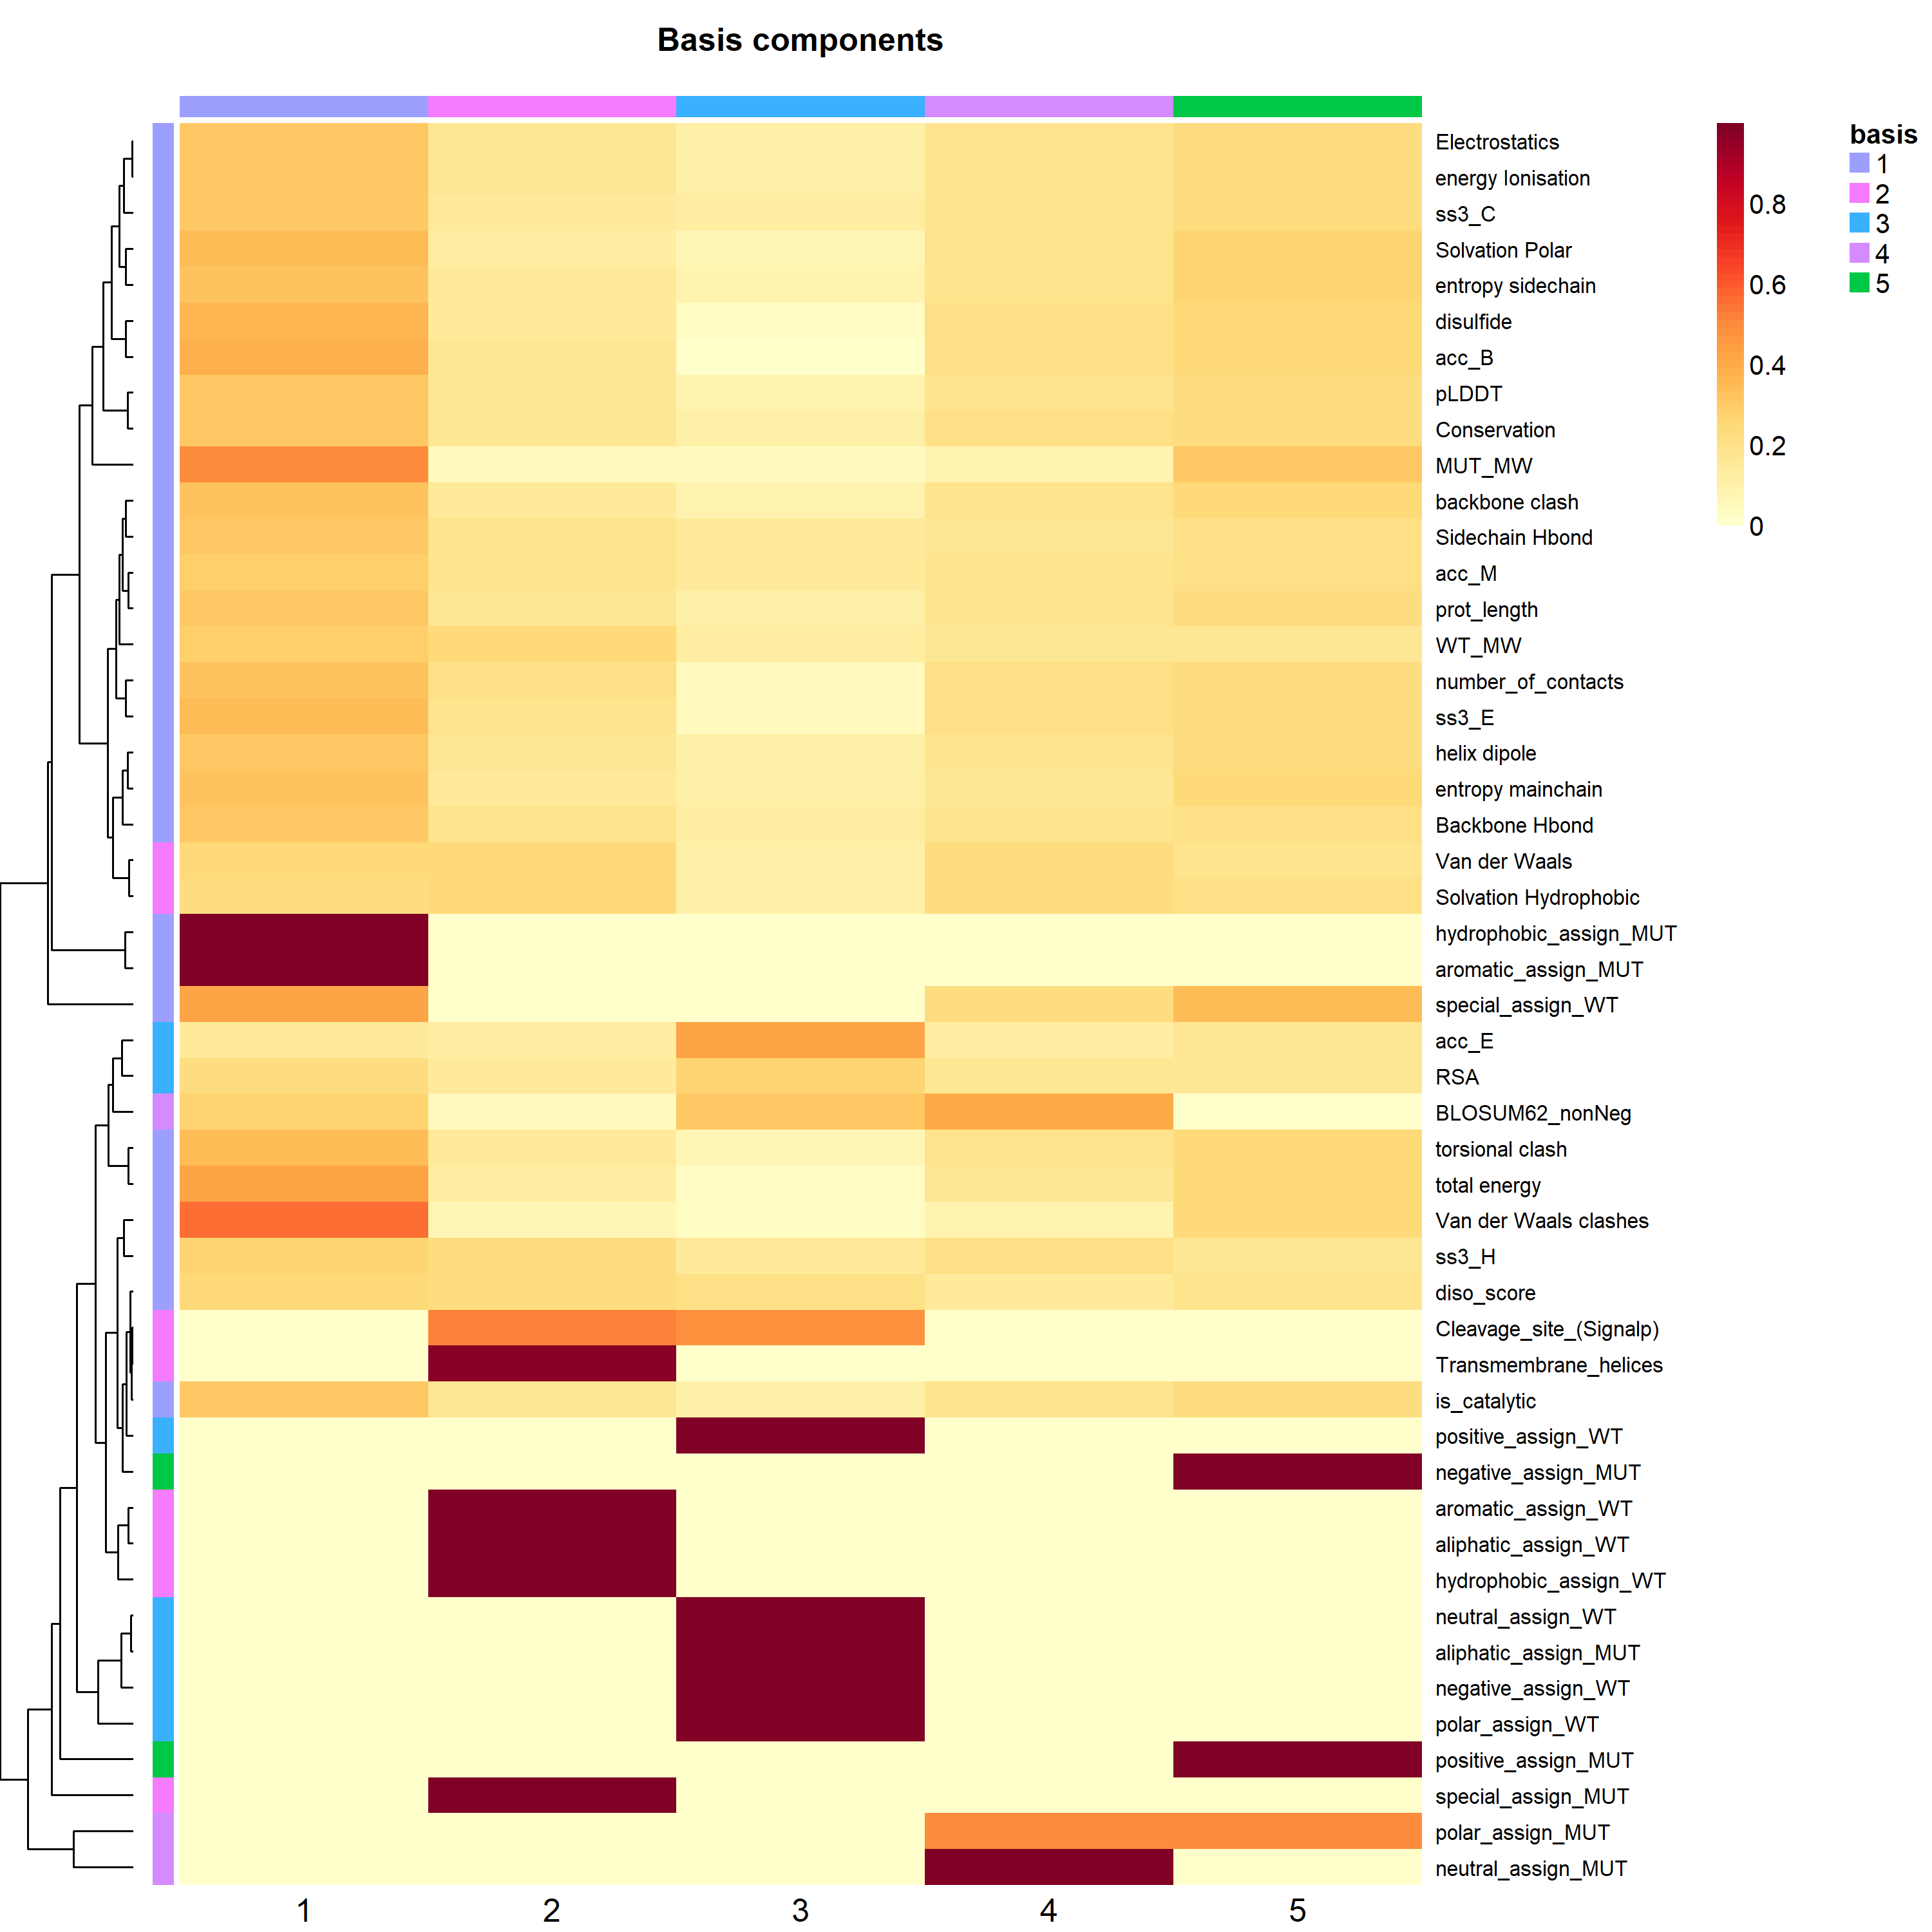 Basis components
Electrostatics
energy Ionisation
ss3_C
Solvation Polar
entropy sidechain
disulfide
acc_B
pLDDT
Conservation
MUT_MW
backbone clash
Sidechain Hbond
acc_M
prot_length
WT_MW
number_of_contacts
ss3_E
helix dipole
entropy mainchain
Backbone Hbond
Van der Waals
Solvation Hydrophobic
hydrophobic_assign_MUT
aromatic_assign_MUT
special_assign_WT
acc_E
RSA
BLOSUM62_nonNeg
torsional clash
total energy
Van der Waals clashes
ss3_H
diso_score
Cleavage_site_(Signalp)
Transmembrane_helices
is_catalytic
positive_assign_WT
negative_assign_MUT
aromatic_assign_WT
aliphatic_assign_WT
hydrophobic_assign_WT
neutral_assign_WT
aliphatic_assign_MUT
negative_assign_WT
polar_assign_WT
positive_assign_MUT
special_assign_MUT
polar_assign_MUT
neutral_assign_MUT
1 2 3 4 5
0.8
0.6
0.4
0.2
0
basis
1
2
3
4
5